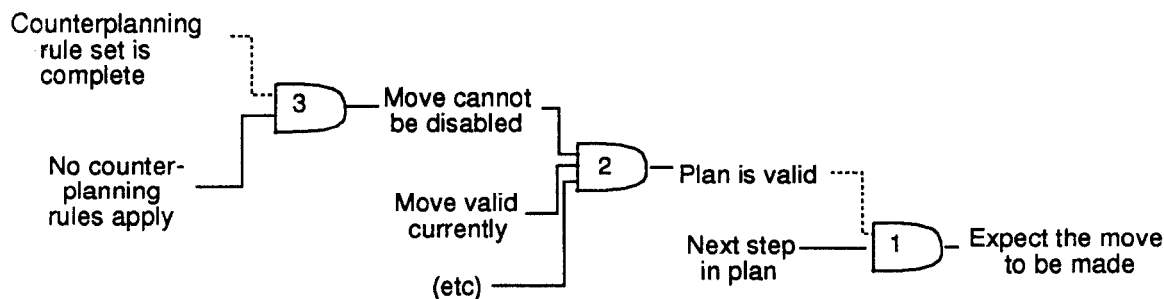 Counterplanning
rule set is
complete
3
Move cannot
be disabled
No counter-
planning
rules apply
2
Plan is valid
Move valid
currently
1
Next step
in plan
Expect the move
to be made
(etc)